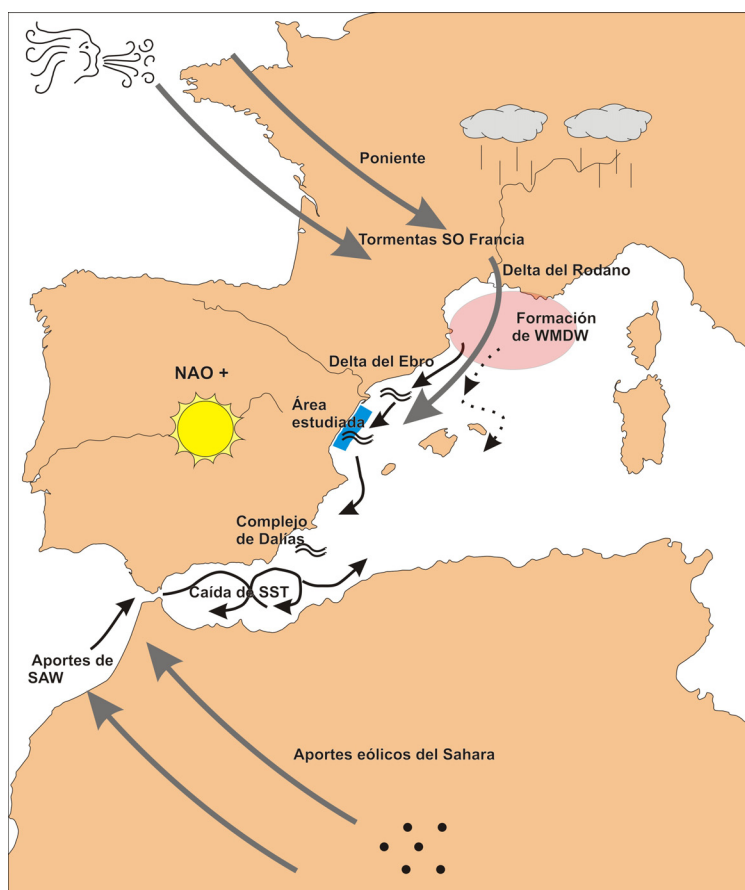 Poniente
Tormentas SO Francia
Delta del Rodano
Formación
de WMDW
Delta del Ebro
NAO +
Área
estudiada
Complejo
de Dalías
Caída de SST
Aportes de
SAW
Aportes eólicos del Sahara